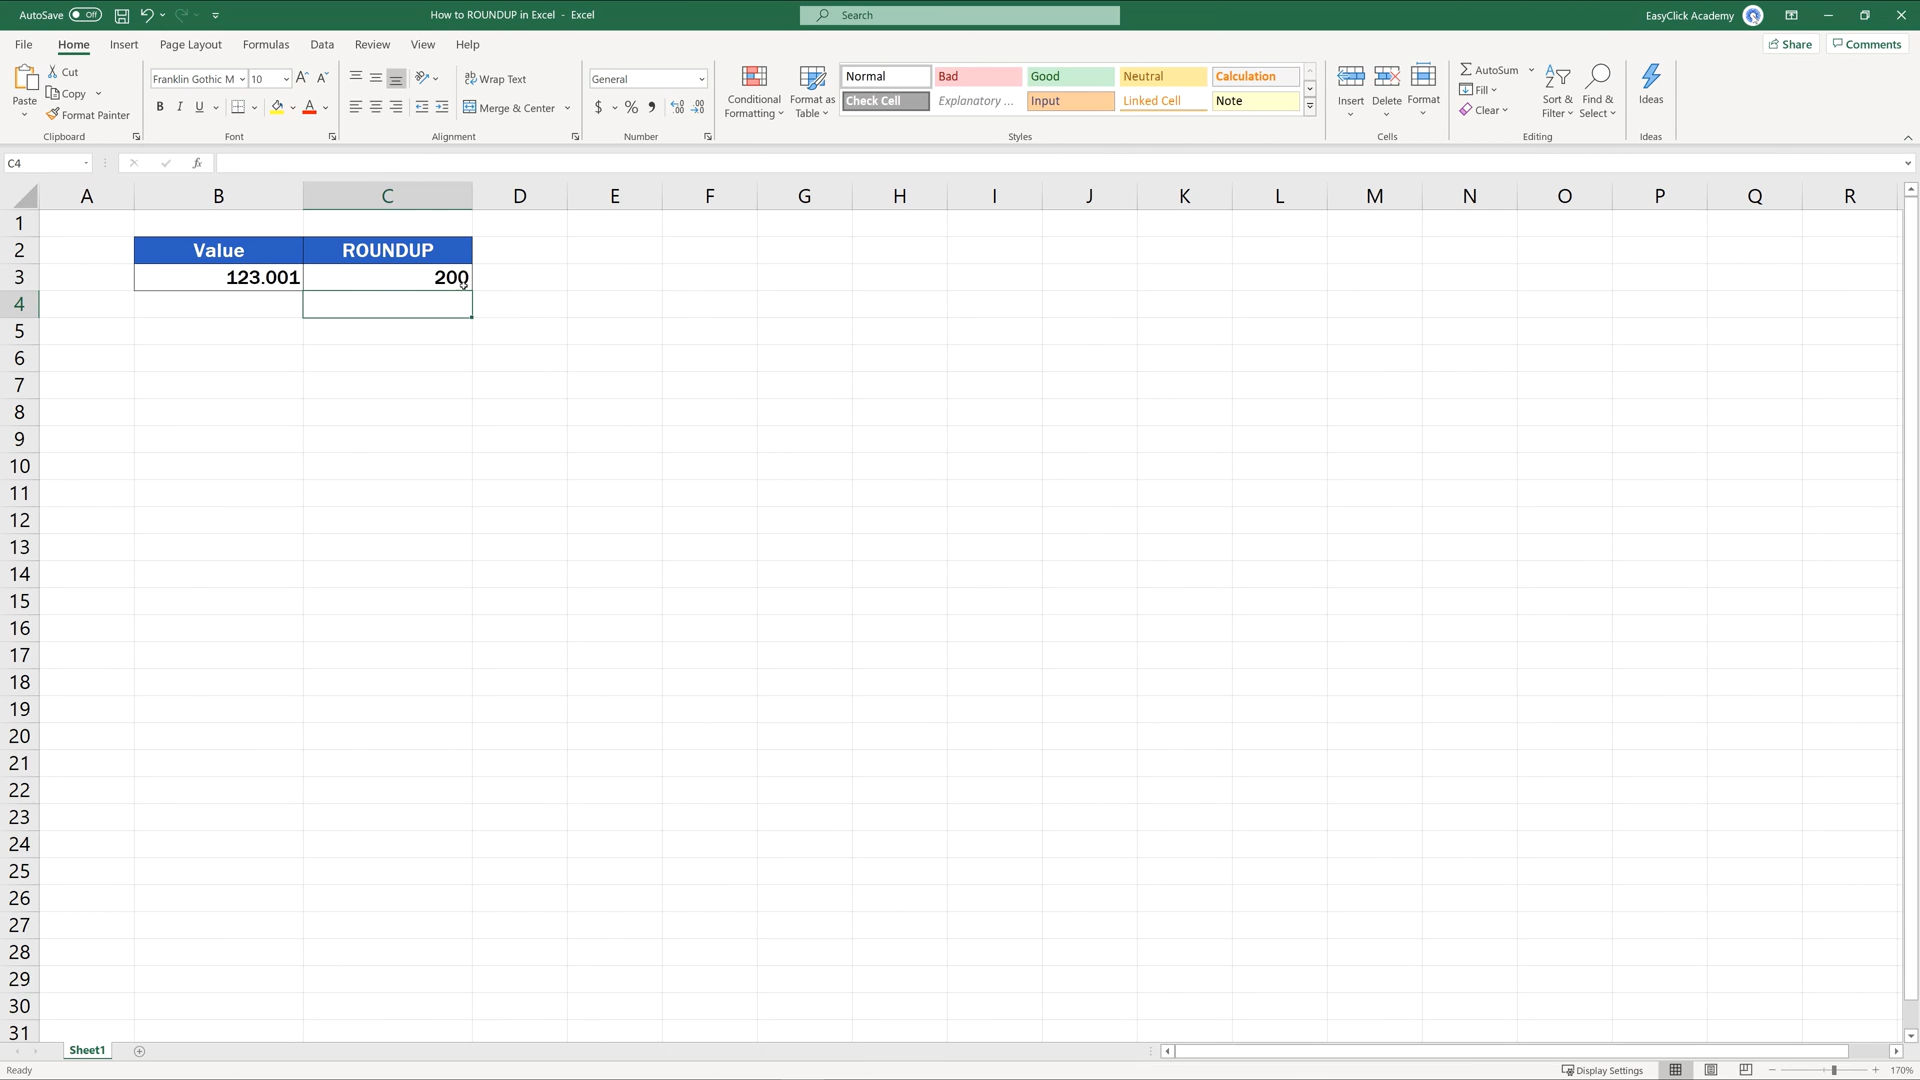 AutoSave Off How to ROUNDUP in Excel - Excel Search EasyClick Academy
File Home Insert Page Layout Formulas Data Review View Help Share Comments
Paste
Cut
Copy
Format Painter
Clipboard
Franklin Gothic M 10
B I U A
Font
Wrap Text
Merge & Center
Alignment
General
$ % 9
Number
Conditional Formatting
Format as Table
Normal Bad Good Neutral Calculation
Check Cell Explanatory ... Input Linked Cell Note
Styles
Insert Delete Format
Cells
AutoSum
Fill
Clear
Sort & Filter
Find & Select
Editing
Ideas
Ideas
C4 fx
A B C D E F G H I J K L M N O P Q R
1
2 Value ROUNDUP
3 123.001 200
4
5
6
7
8
9
10
11
12
13
14
15
16
17
18
19
20
21
22
23
24
25
26
27
28
29
30
31
Sheet1
Ready Display Settings 170%